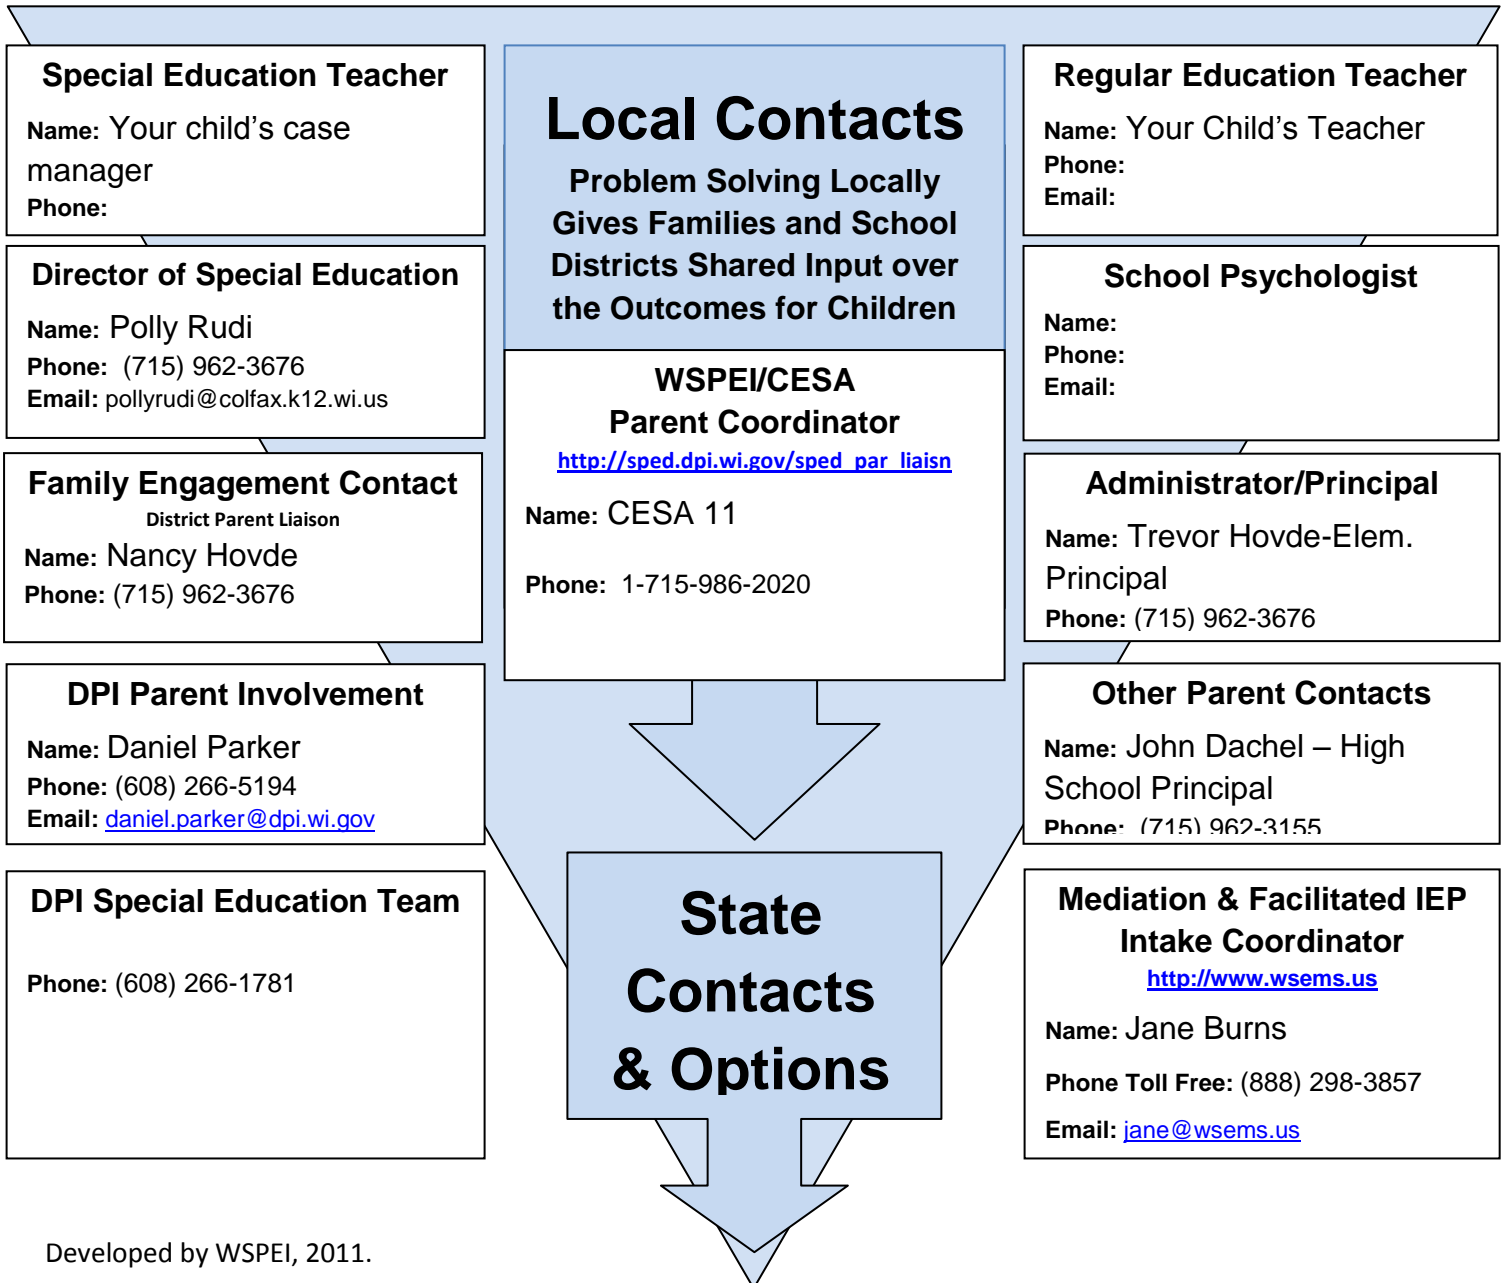 Special Education Teacher
Name: Your child's case
manager
Phone:
Director of Special Education
Name: Polly Rudi
Phone: (715) 962-3676
Email: pollyrudi@colfax.k12.wi.us
Family Engagement Contact
District Parent Liaison
Name: Nancy Hovde
Phone: (715) 962-3676
DPI Parent Involvement
Name: Daniel Parker
Phone: (608) 266-5194
Email: daniel.parker@dpi.wi.gov
DPI Special Education Team
Phone: (608) 266-1781
Local Contacts
Problem Solving Locally
Gives Families and School
Districts Shared Input over
the Outcomes for Children
WSPEI/CESA
Parent Coordinator
http://sped.dpi.wi.gov/sped_par_liaisn
Name: CESA 11
Phone: 1-715-986-2020
State
Contacts
& Options
Regular Education Teacher
Name: Your Child's Teacher
Phone:
Email:
School Psychologist
Name:
Phone:
Email:
Administrator/Principal
Name: Trevor Hovde-Elem.
Principal
Phone: (715) 962-3676
Other Parent Contacts
Name: John Dachel – High
School Principal
Phone: (715) 962-3155
Mediation & Facilitated IEP
Intake Coordinator
http://www.wsems.us
Name: Jane Burns
Phone Toll Free: (888) 298-3857
Email: jane@wsems.us
Developed by WSPEI, 2011.